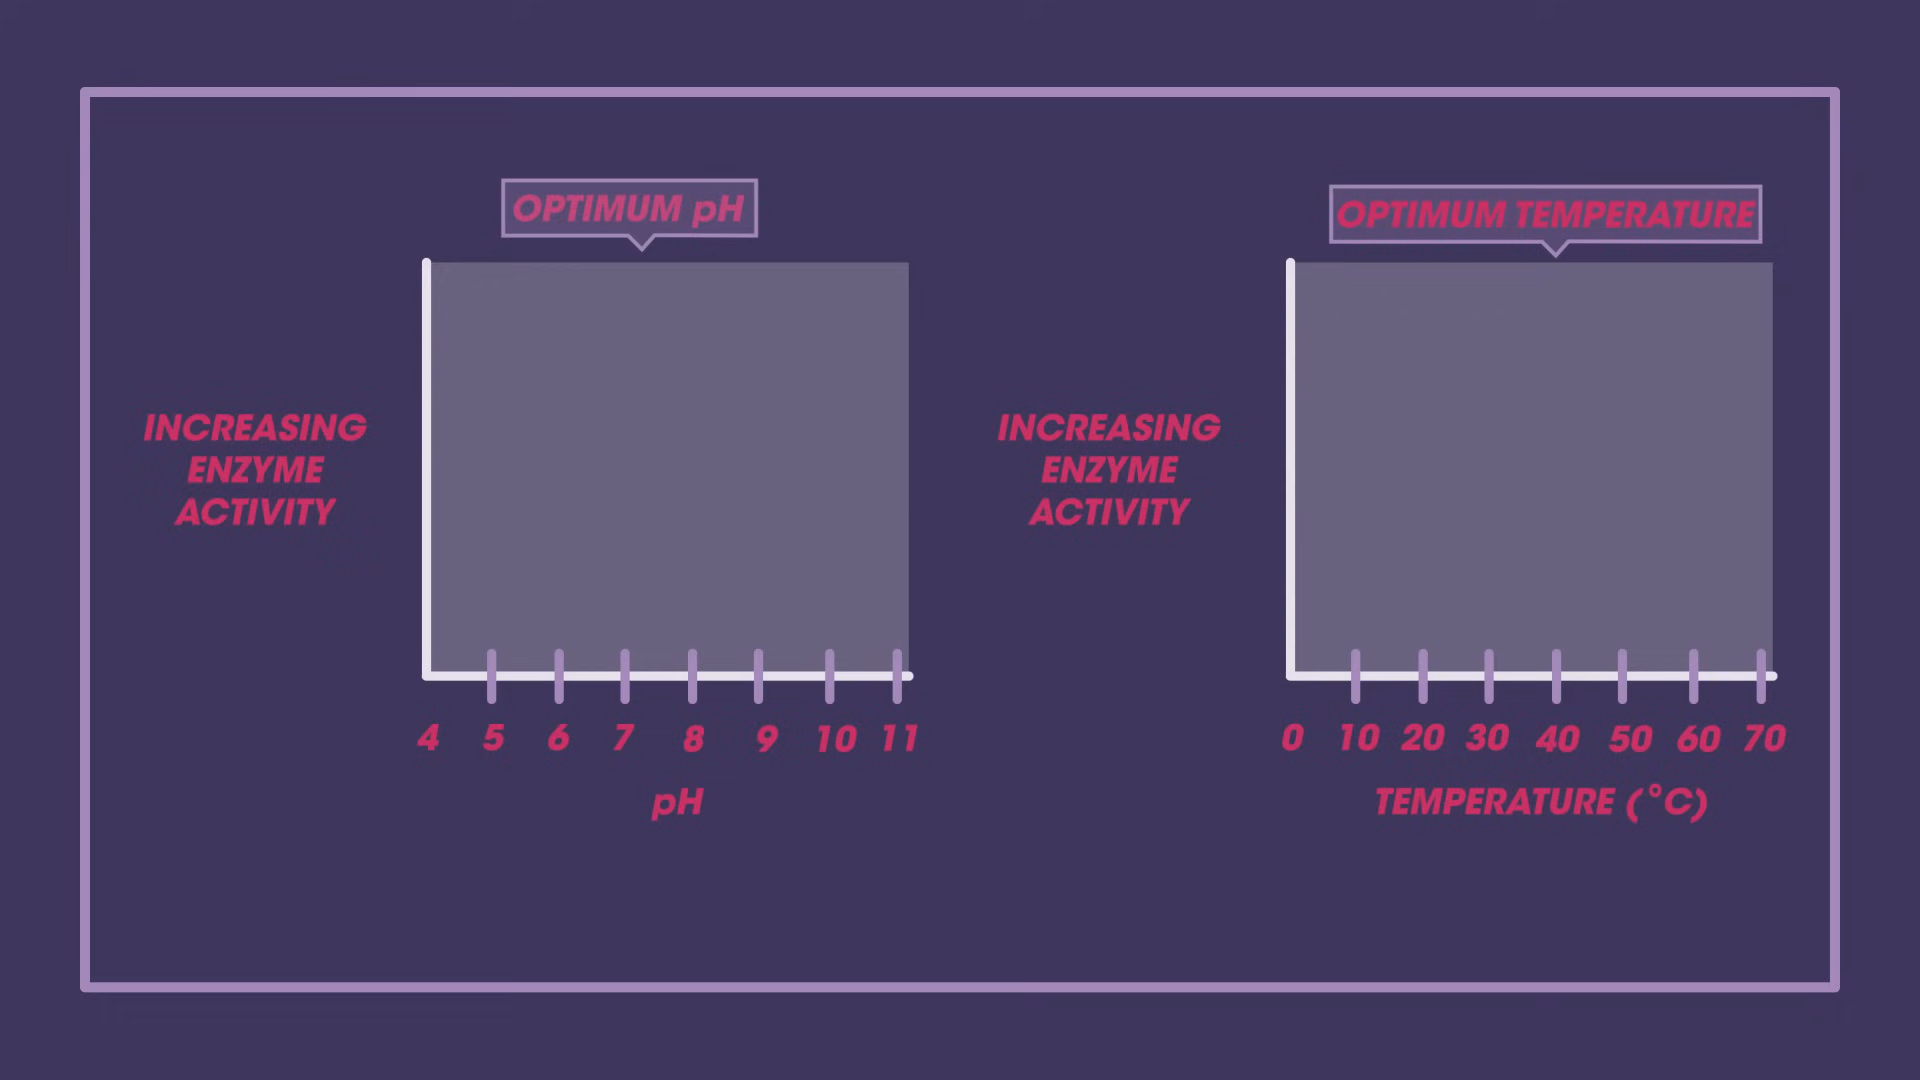 OPTIMUM pH
INCREASING
ENZYME
ACTIVITY
4 5 6 7 8 9 10 11
pH
OPTIMUM TEMPERATURE
INCREASING
ENZYME
ACTIVITY
0 10 20 30 40 50 60 70
TEMPERATURE (°C)